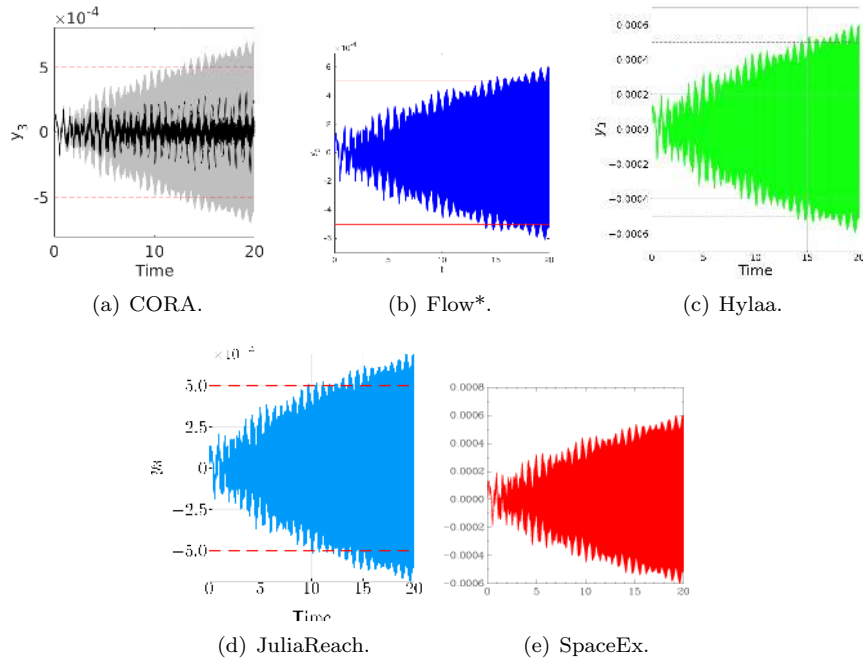 ×10⁻⁴
y₃
5
0
-5
0 10 20
Time
(a) CORA.
6
4
2
0
-2
-4
0 5 10 15 20
t
(b) Flow*.
y₃
0.0006
0.0004
0.0002
0.0000
-0.0002
-0.0004
-0.0006
0 5 10 15 20
Time
(c) Hylaa.
y₃
5.0
2.5
0
−2.5
−5.0
0 5 10 15 20
Time
(d) JuliaReach.
0.0008
0.0006
0.0004
0.0002
0.0000
-0.0002
-0.0004
-0.0006
0 5 10 15 20
(e) SpaceEx.